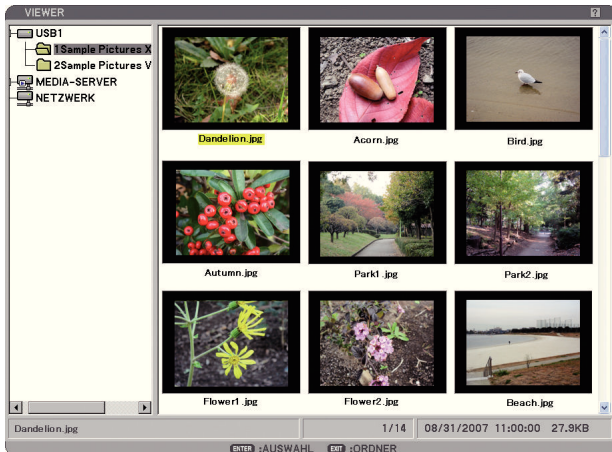 VIEWER ?
USB1
1Sample Pictures X
2Sample Pictures V
MEDIA-SERVER
NETZWERK
Dandelion.jpg Acorn.jpg Bird.jpg
Autumn.jpg Park1.jpg Park2.jpg
Flower1.jpg Flower2.jpg Beach.jpg
Dandelion.jpg 1/14 08/31/2007 11:00:00 27.9KB
ENTER :AUSWAHL EXIT :ORDNER